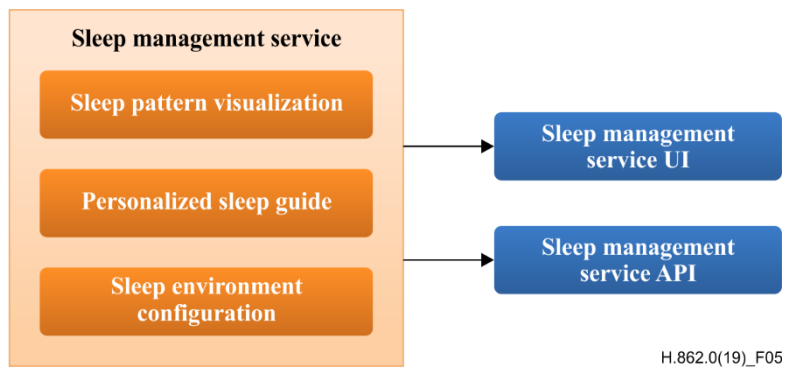 Sleep management service
Sleep pattern visualization
Personalized sleep guide
Sleep environment
configuration
Sleep management
service UI
Sleep management
service API
H.862.0(19)_F05